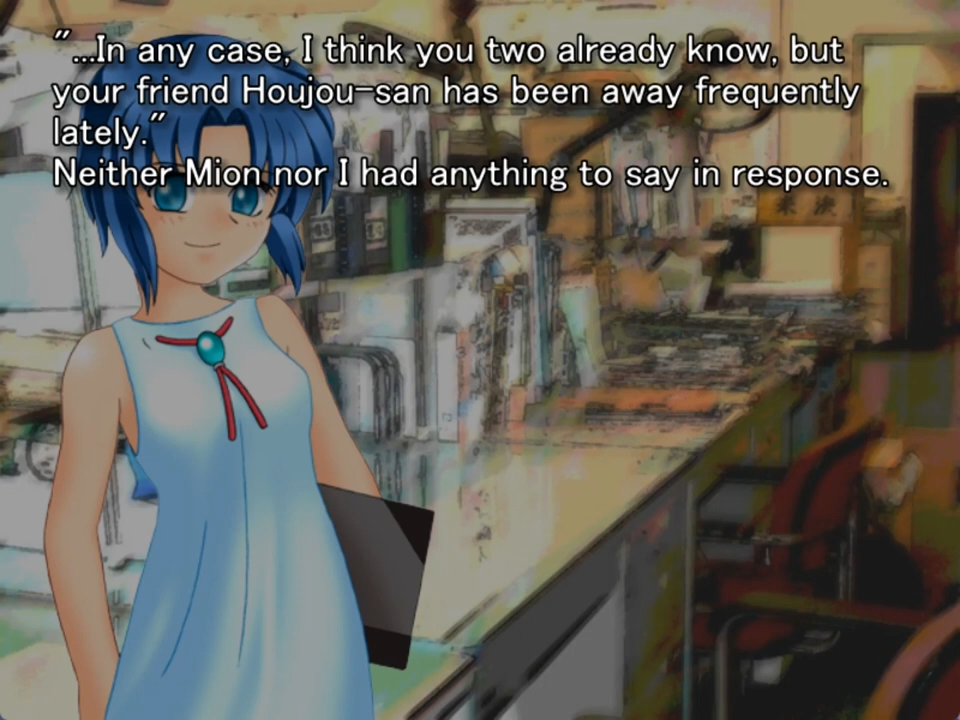 "...In any case, I think you two already know, but
your friend Houjou-san has been away frequently
lately."
Neither Mion nor I had anything to say in response.